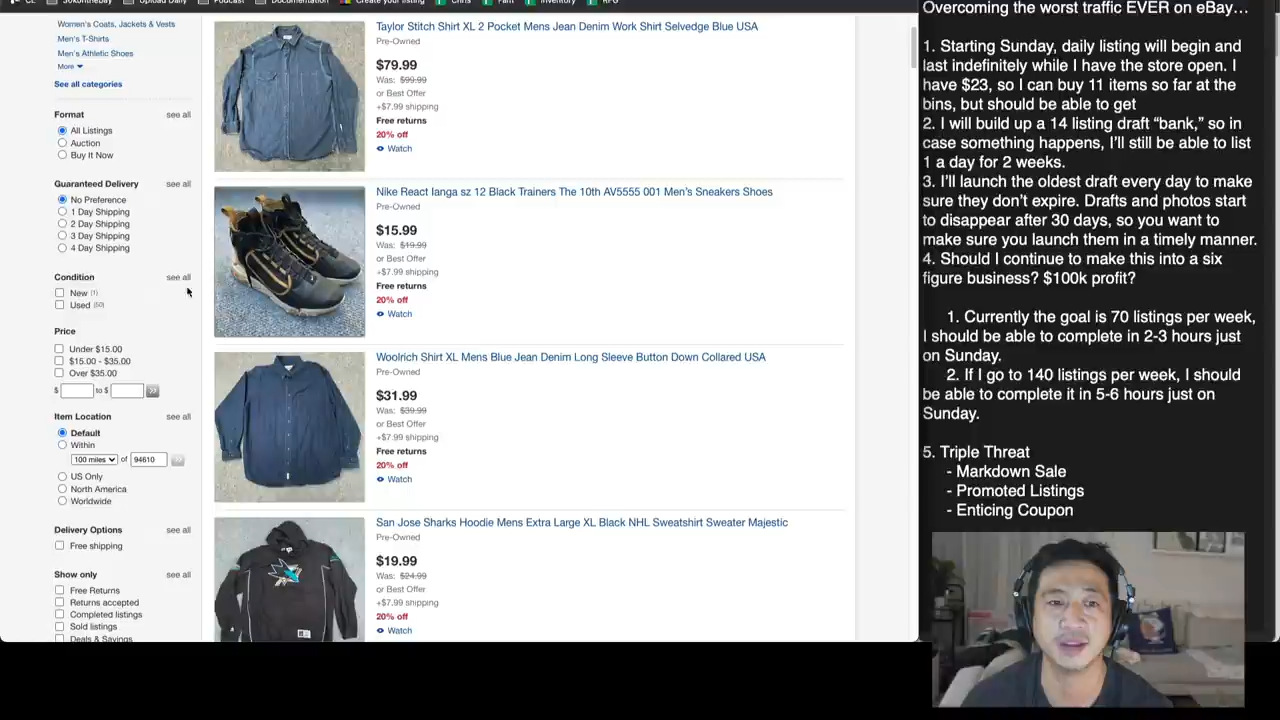 Upload Daily
Podcast
Documentation
Create your listing
Chris
Fam
Inventory
RPG
Women's Coats, Jackets & Vests
Men's T-Shirts
Men's Athletic Shoes
More
See all categories
Format
see all
All Listings
Auction
Buy It Now
Guaranteed Delivery
see all
No Preference
1 Day Shipping
2 Day Shipping
3 Day Shipping
4 Day Shipping
Condition
see all
New (1)
Used (50)
Price
Under $15.00
$15.00 - $35.00
Over $35.00
$ to $
Item Location
see all
Default
Within
100 miles of 94610
US Only
North America
Worldwide
Delivery Options
see all
Free shipping
Show only
see all
Free Returns
Returns accepted
Completed listings
Sold listings
Deals & Savings
Taylor Stitch Shirt XL 2 Pocket Mens Jean Denim Work Shirt Selvedge Blue USA
Pre-Owned
$79.99
Was: $99.99
or Best Offer
+$7.99 shipping
Free returns
20% off
Watch
Nike React Ianga sz 12 Black Trainers The 10th AV5555 001 Men's Sneakers Shoes
Pre-Owned
$15.99
Was: $19.99
or Best Offer
+$7.99 shipping
Free returns
20% off
Watch
Woolrich Shirt XL Mens Blue Jean Denim Long Sleeve Button Down Collared USA
Pre-Owned
$31.99
Was: $39.99
or Best Offer
+$7.99 shipping
Free returns
20% off
Watch
San Jose Sharks Hoodie Mens Extra Large XL Black NHL Sweatshirt Sweater Majestic
Pre-Owned
$19.99
Was: $24.99
or Best Offer
+$7.99 shipping
20% off
Watch
Overcoming the worst traffic EVER on eBay…
1. Starting Sunday, daily listing will begin and
last indefinitely while I have the store open. I
have $23, so I can buy 11 items so far at the
bins, but should be able to get
2. I will build up a 14 listing draft “bank,” so in
case something happens, I’ll still be able to list
1 a day for 2 weeks.
3. I’ll launch the oldest draft every day to make
sure they don’t expire. Drafts and photos start
to disappear after 30 days, so you want to
make sure you launch them in a timely manner.
4. Should I continue to make this into a six
figure business? $100k profit?
1. Currently the goal is 70 listings per week,
I should be able to complete in 2-3 hours just
on Sunday.
2. If I go to 140 listings per week, I should
be able to complete it in 5-6 hours just on
Sunday.
5. Triple Threat
- Markdown Sale
- Promoted Listings
- Enticing Coupon